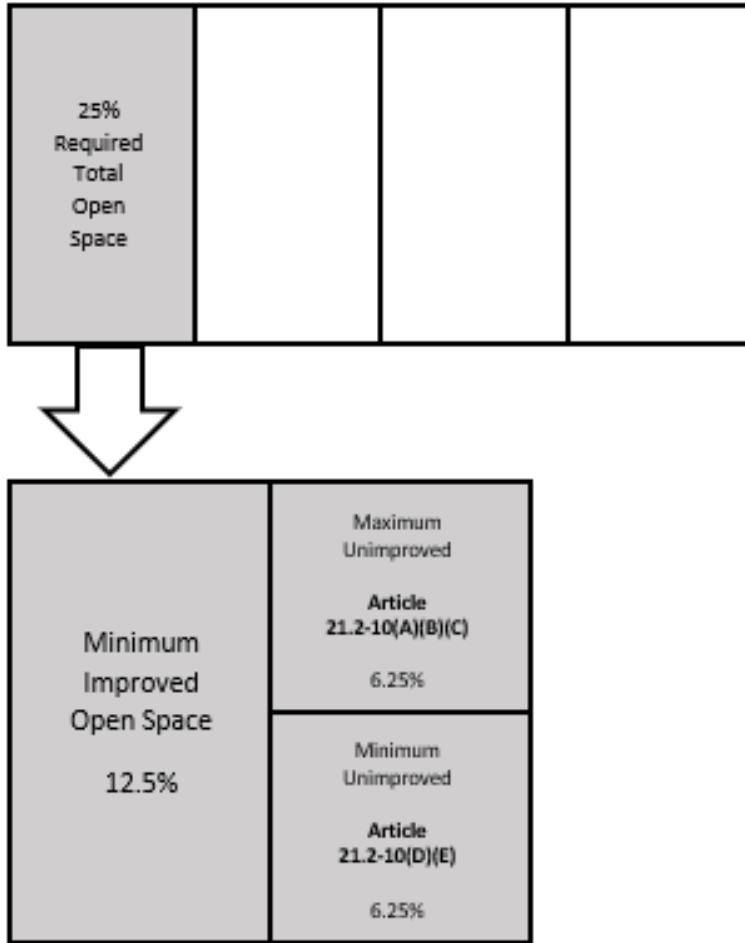 25%
Required
Total
Open
Space
Minimum
Improved
Open Space
12.5%
Maximum
Unimproved
Article
21.2-10(A)(B)(C)
6.25%
Minimum
Unimproved
Article
21.2-10(D)(E)
6.25%